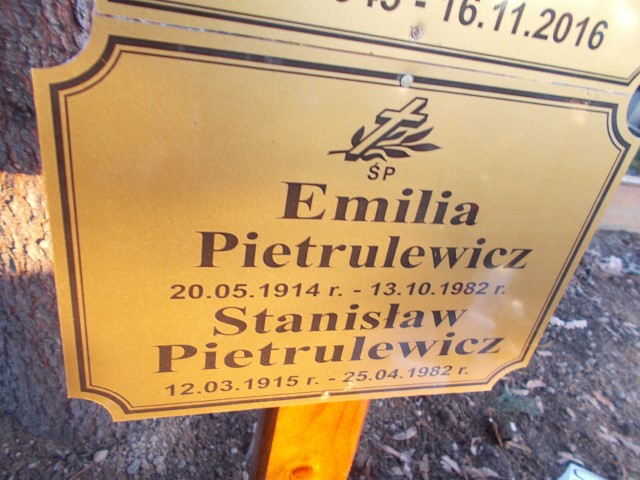 - 16.11.2016
ŚP
Emilia
Pietrulewicz
20.05.1914 r. - 13.10.1982 r.
Stanisław
Pietrulewicz
12.03.1915 r. - 25.04.1982 r.